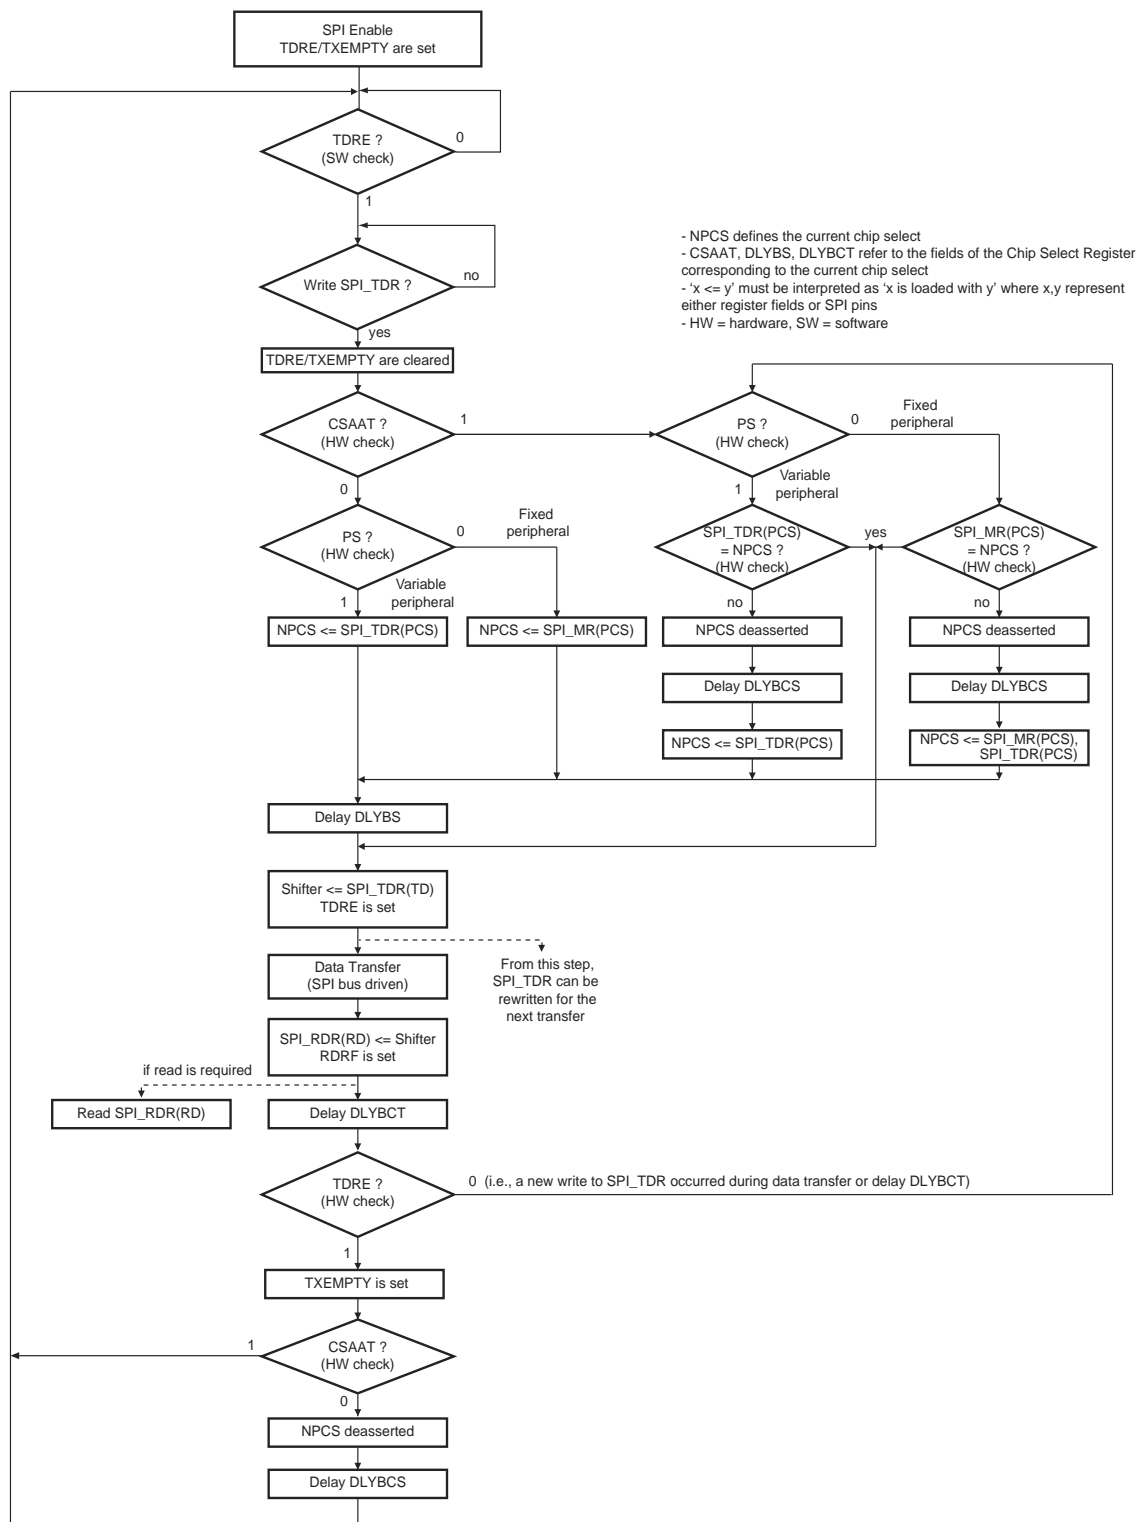 SPI Enable
TDRE/TXEMPTY are set
TDRE ?
(SW check)
0
1
Write SPI_TDR ?
no
yes
- NPCS defines the current chip select
- CSAAT, DLYBS, DLYBCT refer to the fields of the Chip Select Register
corresponding to the current chip select
- ‘x <= y’ must be interpreted as ‘x is loaded with y’ where x,y represent
either register fields or SPI pins
- HW = hardware, SW = software
TDRE/TXEMPTY are cleared
CSAAT ?
(HW check)
1
0
PS ?
(HW check)
0
Fixed
peripheral
1
Variable
peripheral
PS ?
(HW check)
0
Fixed
peripheral
1
Variable
peripheral
SPI_TDR(PCS)
= NPCS ?
(HW check)
yes
SPI_MR(PCS)
= NPCS ?
(HW check)
no
no
NPCS <= SPI_TDR(PCS)
NPCS <= SPI_MR(PCS)
NPCS deasserted
NPCS deasserted
Delay DLYBCS
Delay DLYBCS
NPCS <= SPI_TDR(PCS)
NPCS <= SPI_MR(PCS),
SPI_TDR(PCS)
Delay DLYBS
Shifter <= SPI_TDR(TD)
TDRE is set
Data Transfer
(SPI bus driven)
From this step,
SPI_TDR can be
rewritten for the
next transfer
SPI_RDR(RD) <= Shifter
RDRF is set
if read is required
Read SPI_RDR(RD)
Delay DLYBCT
TDRE ?
(HW check)
0 (i.e., a new write to SPI_TDR occurred during data transfer or delay DLYBCT)
1
TXEMPTY is set
CSAAT ?
(HW check)
1
0
NPCS deasserted
Delay DLYBCS